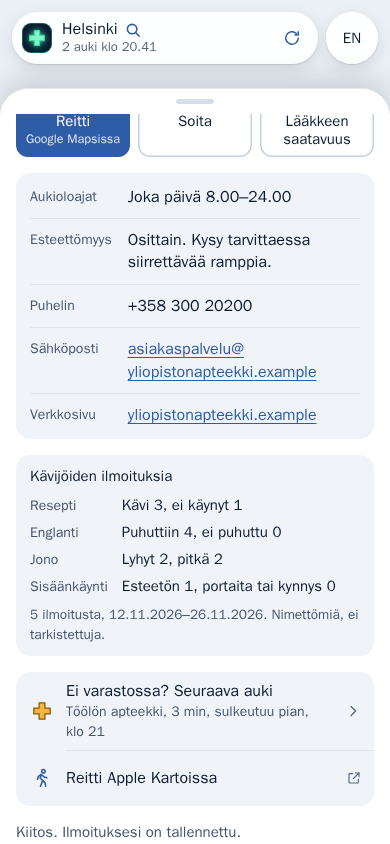 Helsinki
2 auki klo 20.41
EN
Reitti
Google Mapsissa
Soita
Lääkkeen
saatavuus
Aukioloajat Joka päivä 8.00–24.00
Esteettömyys Osittain. Kysy tarvittaessa
siirrettävää ramppia.
Puhelin +358 300 20200
Sähköposti asiakaspalvelu@
yliopistonapteekki.example
Verkkosivu yliopistonapteekki.example
Kävijöiden ilmoituksia
Resepti Kävi 3, ei käynyt 1
Englanti Puhuttiin 4, ei puhuttu 0
Jono Lyhyt 2, pitkä 2
Sisäänkäynti Esteetön 1, portaita tai kynnys 0
5 ilmoitusta, 12.11.2026–26.11.2026. Nimettömiä, ei
tarkistettuja.
Ei varastossa? Seuraava auki
Töölön apteekki, 3 min, sulkeutuu pian,
klo 21
Reitti Apple Kartoissa
Kiitos. Ilmoituksesi on tallennettu.